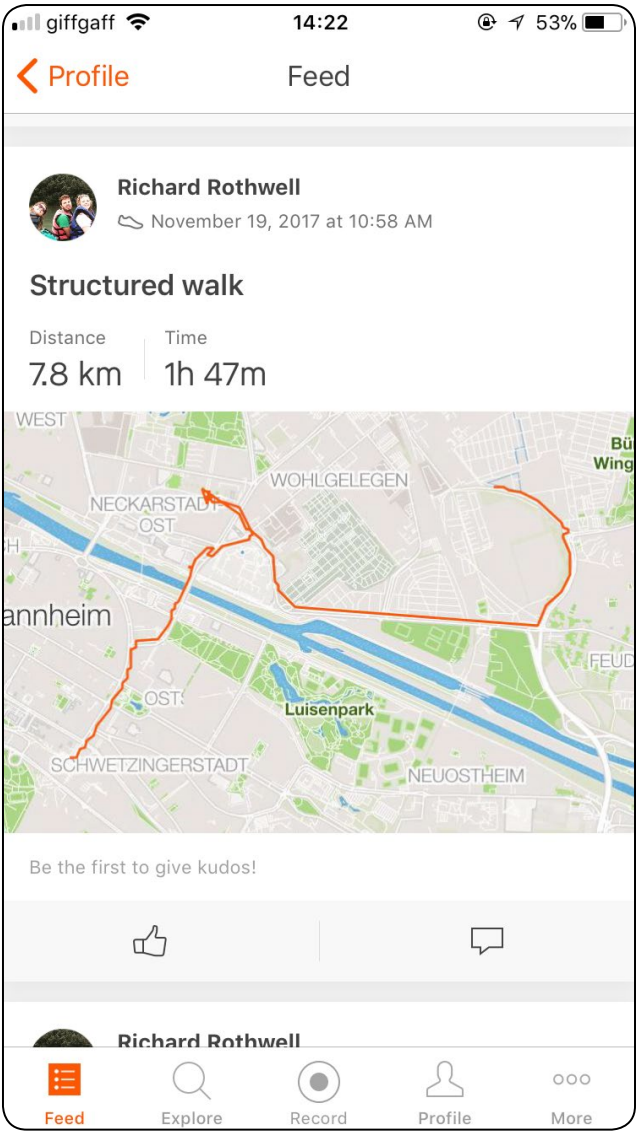 giffgaff 14:22 53%
Profile Feed
Richard Rothwell
November 19, 2017 at 10:58 AM
Structured walk
Distance Time
7.8 km 1h 47m
WEST
Bü
Wing
WOHLGELEGEN
NECKARSTADT
OST
H
annheim
FEUD
OSTS
Luisenpark
SCHWETZINGERSTADT
NEUOSTHEIM
Be the first to give kudos!
Richard Rothwell
Feed Explore Record Profile More